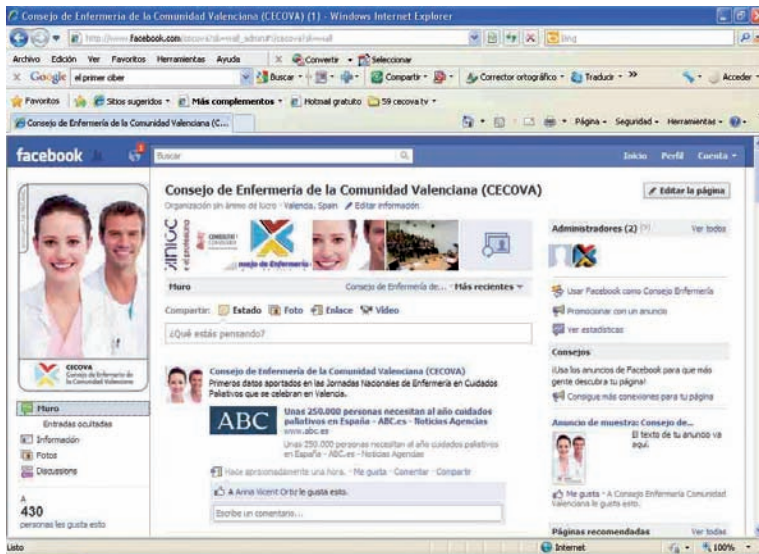 Consejo de Enfermería de la Comunidad Valenciana (CECOVA) (1) - Windows Internet Explorer
Bing
Archivo Edición Ver Favoritos Herramientas Ayuda × Convertir Seleccionar
× Google el primer ober Buscar Compartir Corrector ortográfico Traducir >> Acceder
Favoritos Sitios sugeridos Más complementos Hotmail gratuito 59 cecova tv
Consejo de Enfermería de la Comunidad Valenciana (C... Página Seguridad Herramientas
facebook Buscar Inicio Perfil Cuenta
Consejo de Enfermería de la Comunidad Valenciana (CECOVA)
Organización sin ánimo de lucro · Valencia, Spain Editar información
Editar la página
CECOVA
Consejo de Enfermería de
la Comunidad Valenciana
Muro
Entradas ocultadas
Información
Fotos
Discussions
A
430
personas les gusta esto
Muro Consejo de Enfermería de... · Más recientes
Compartir: Estado Foto Enlace Vídeo
¿Qué estás pensando?
Consejo de Enfermería de la Comunidad Valenciana (CECOVA)
Primeros datos aportados en las Jornadas Nacionales de Enfermería en Cuidados
Paliativos que se celebran en Valencia.
ABC
Unas 250.000 personas necesitan al año cuidados
paliativos en España - ABC.es - Noticias Agencias
www.abc.es
Unas 250.000 personas necesitan al año cuidados paliativos
en España - ABC.es - Noticias Agencias
Hace aproximadamente una hora. · Me gusta · Comentar · Compartir
A Anna Vicent Ortiz le gusta esto.
Escribe un comentario...
Administradores (2) Ver todos
Usar Facebook como Consejo Enfermería
Promocionar con un anuncio
Ver estadísticas
Consejos
¡Usa los anuncios de Facebook para que más
gente descubra tu página!
Consigue más conexiones para tu página
Anuncio de muestra: Consejo de...
El texto de tu anuncio va
aquí.
Me gusta · A Consejo Enfermería Comunidad
Valenciana le gusta esto.
Páginas recomendadas Ver todas
Listo Internet 100%